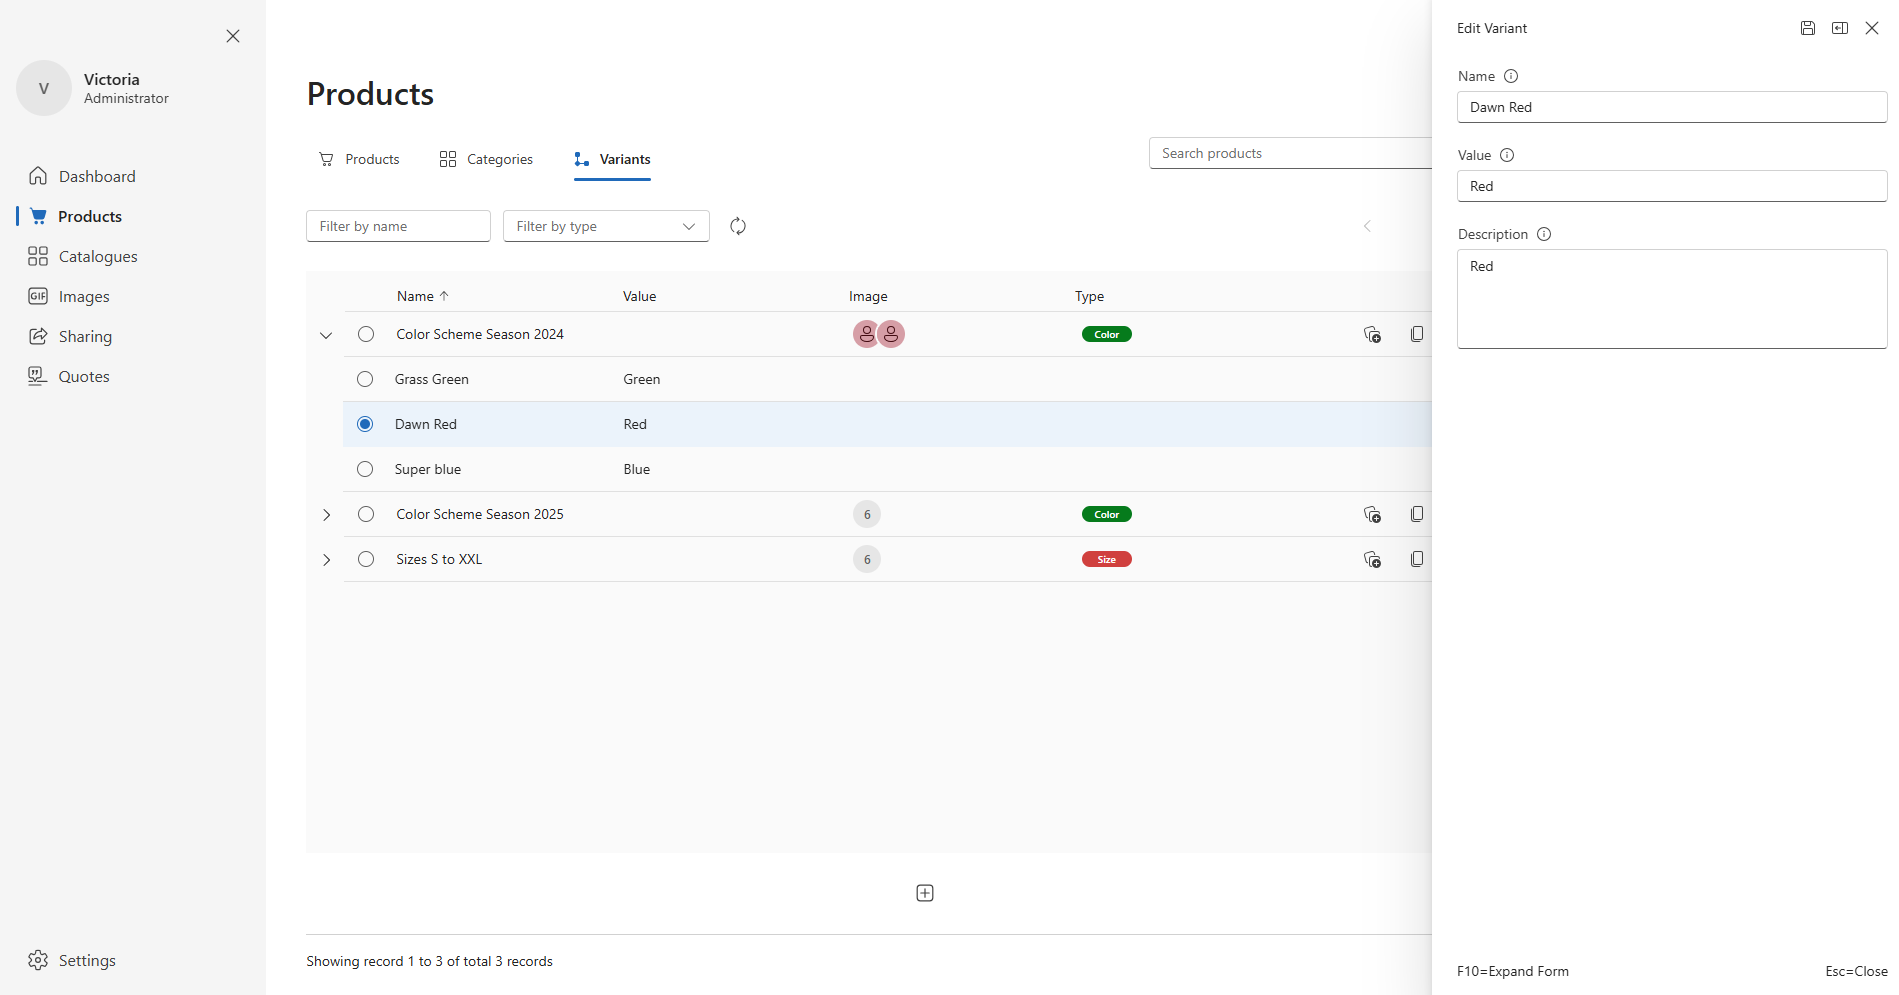 V
Victoria
Administrator
Dashboard
Products
Catalogues
GIF
Images
Sharing
Quotes
Settings
Products
Products
Categories
Variants
Search products
Filter by name
Filter by type
Name
Value
Image
Type
Color Scheme Season 2024
Color
Grass Green
Green
Dawn Red
Red
Super blue
Blue
Color Scheme Season 2025
6
Color
Sizes S to XXL
6
Size
Showing record 1 to 3 of total 3 records
Edit Variant
Name
Dawn Red
Value
Red
Description
Red
F10=Expand Form
Esc=Close